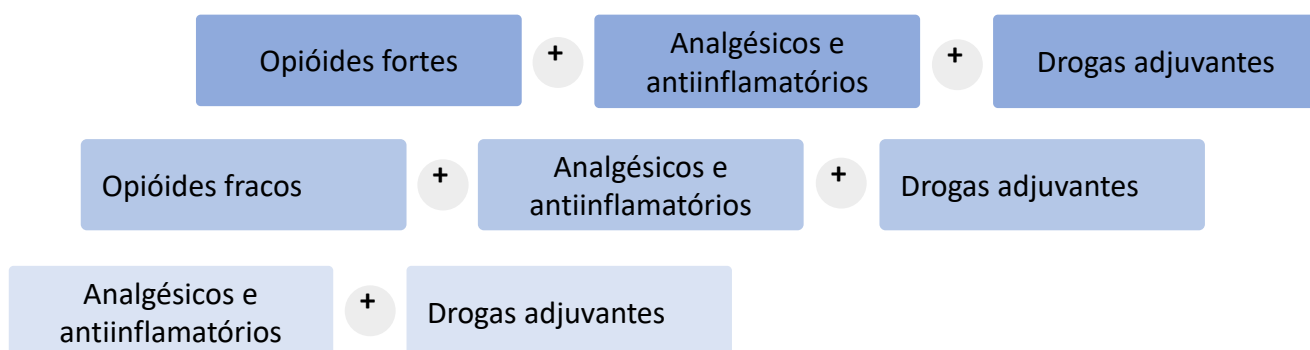 Opióides fortes
+
Analgésicos e
antiinflamatórios
+
Drogas adjuvantes
Opióides fracos
+
Analgésicos e
antiinflamatórios
+
Drogas adjuvantes
Analgésicos e
antiinflamatórios
+
Drogas adjuvantes